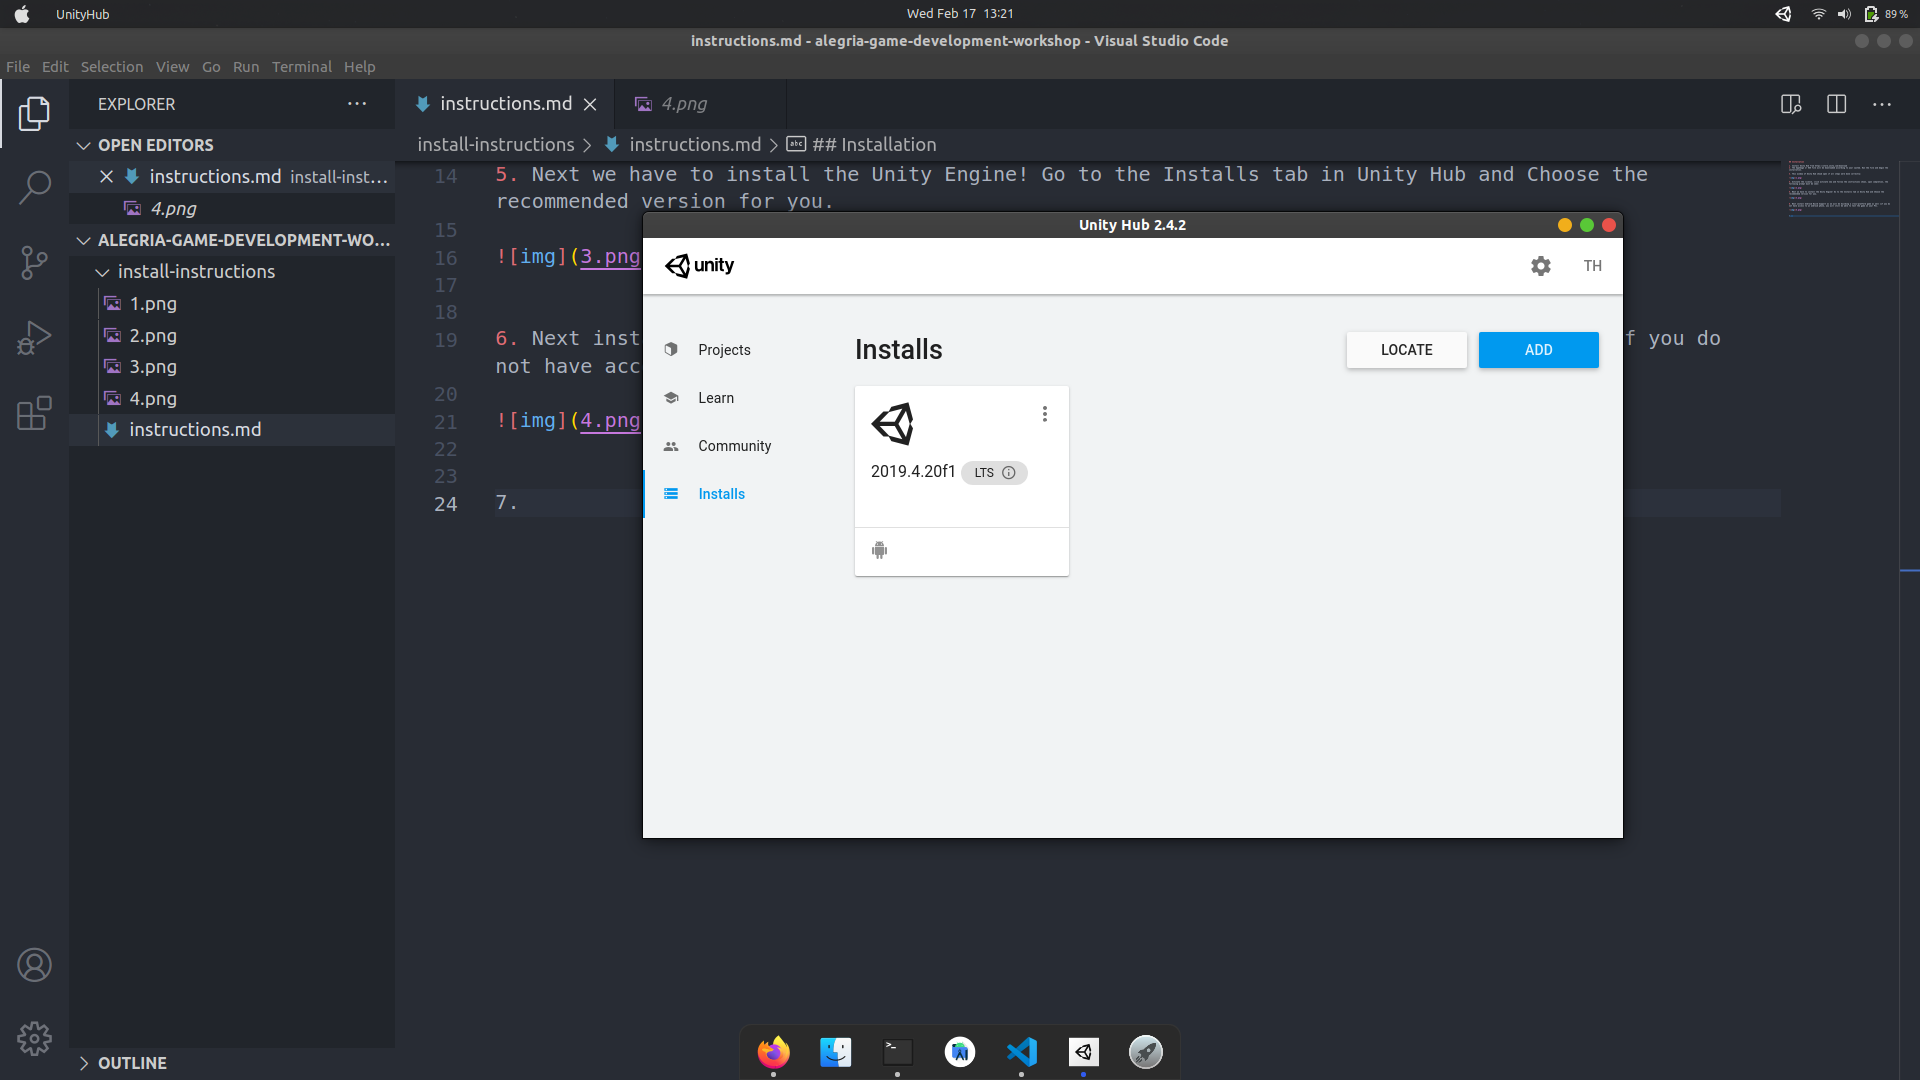 UnityHub
Wed Feb 17 13:21
89 %
instructions.md - alegria-game-development-workshop - Visual Studio Code
File Edit Selection View Go Run Terminal Help
EXPLORER
OPEN EDITORS
instructions.md install-inst...
4.png
ALEGRIA-GAME-DEVELOPMENT-WO...
install-instructions
1.png
2.png
3.png
4.png
instructions.md
OUTLINE
instructions.md
4.png
install-instructions
instructions.md
abc
## Installation
14 5. Next we have to install the Unity Engine! Go to the Installs tab in Unity Hub and Choose the
recommended version for you.
15
16 ![img](3.png
17
18
19 6. Next inst
f you do
not have acc
20
21 ![img](4.png
22
23
24 7.
Unity Hub 2.4.2
unity
TH
Projects
Learn
Community
Installs
Installs
LOCATE
ADD
2019.4.20f1 LTS